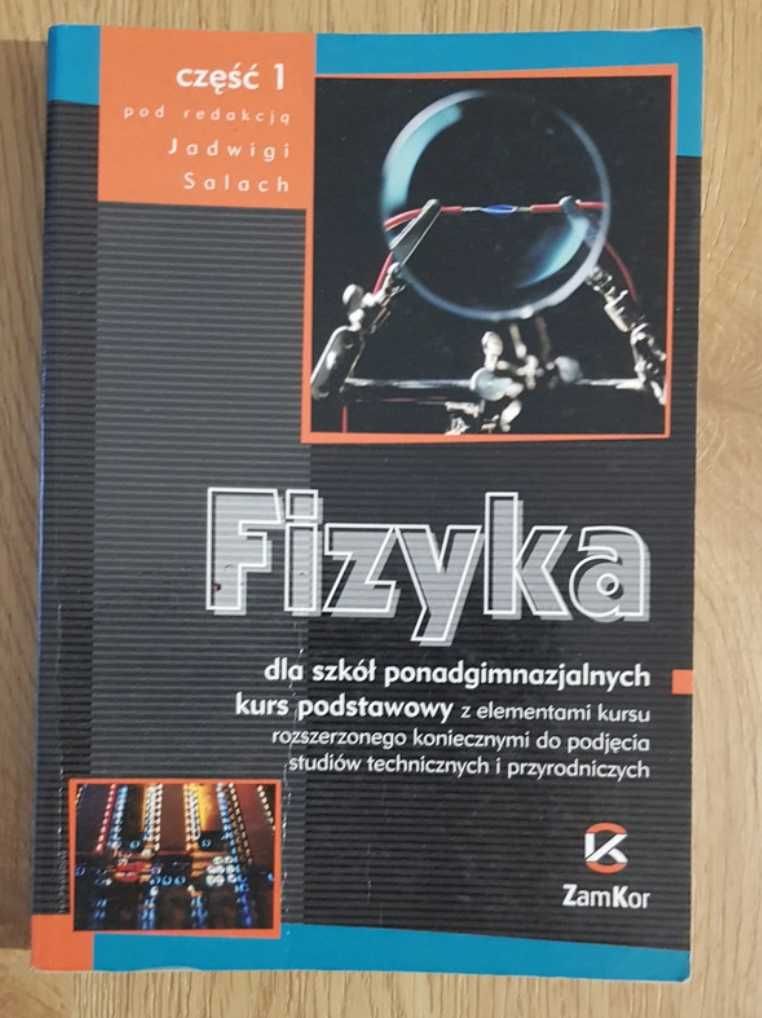 część 1
pod redakcją
Jadwigi
Salach
Fizyka
dla szkół ponadgimnazjalnych
kurs podstawowy z elementami kursu
rozszerzonego koniecznymi do podjęcia
studiów technicznych i przyrodniczych
ZamKor